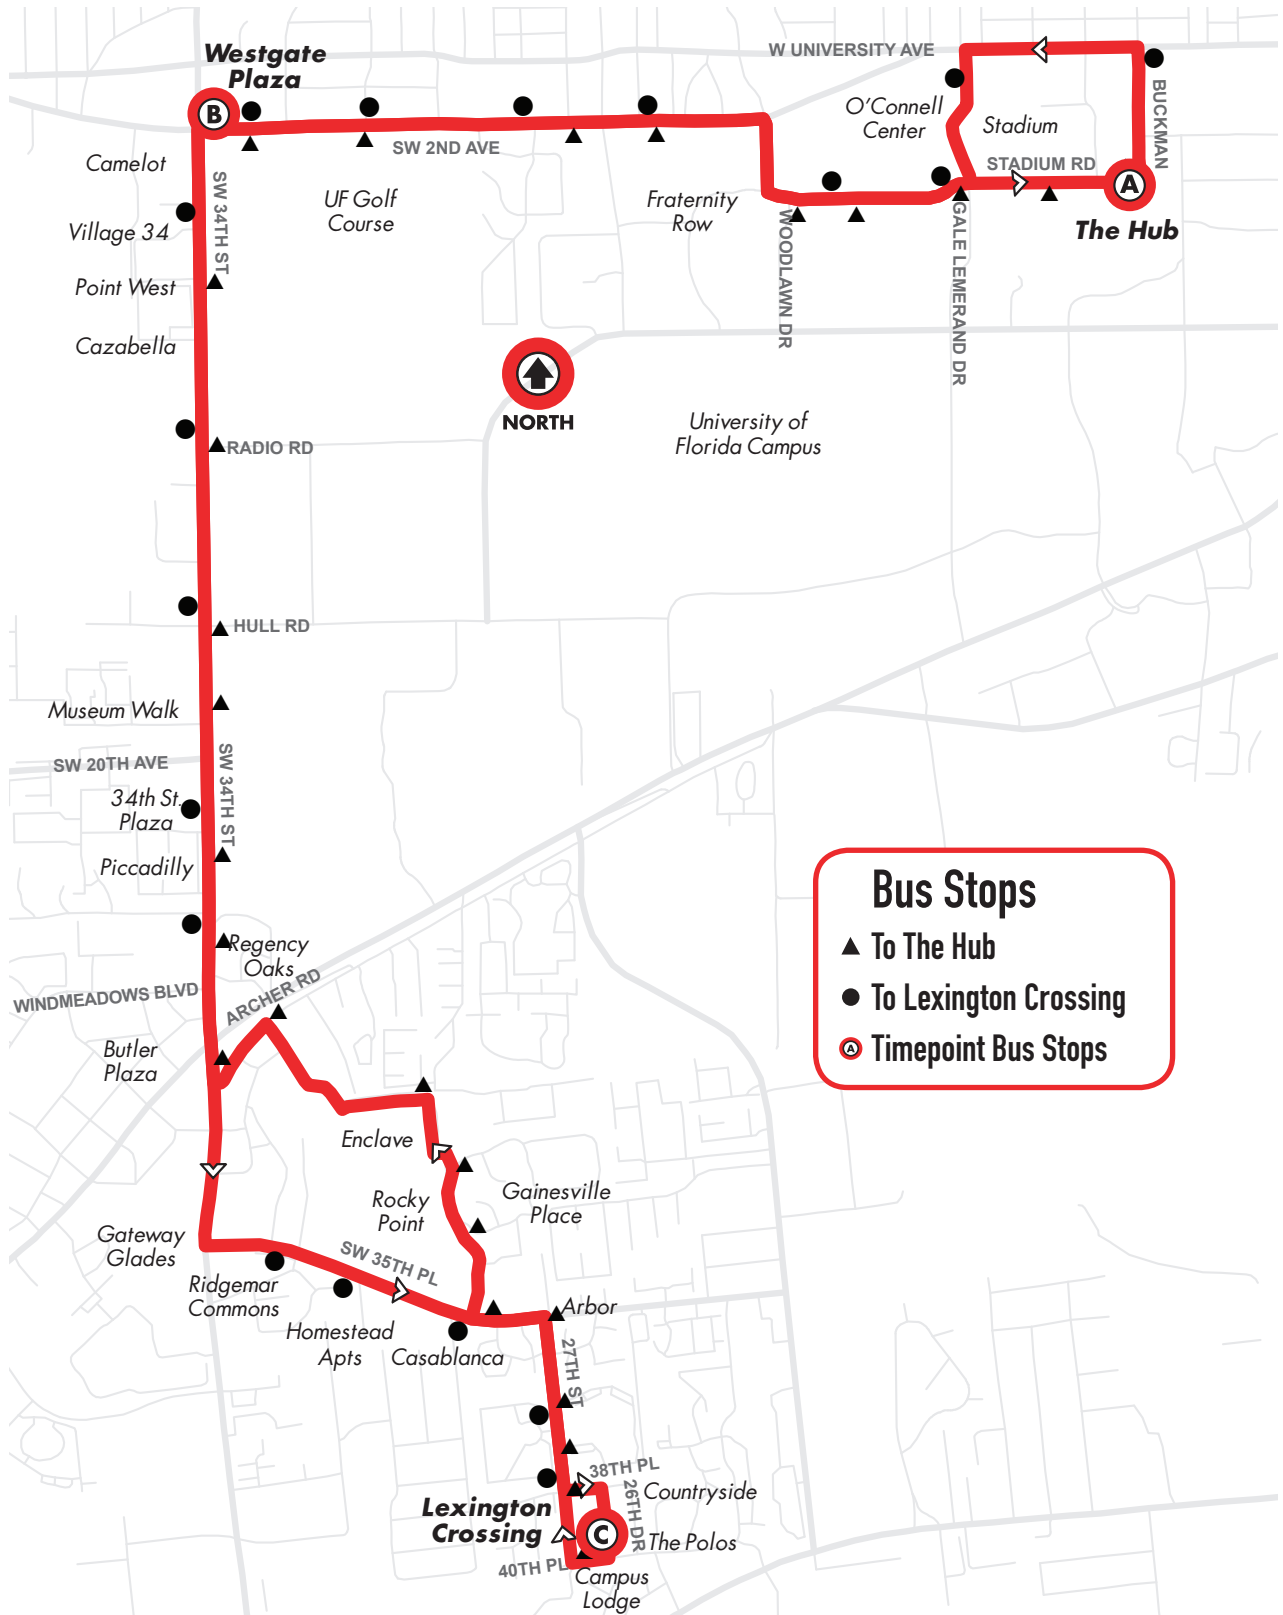 Westgate
Plaza
W UNIVERSITY AVE
B
O'Connell
Center
Stadium
BUCKMAN
SW 2ND AVE
Camelot
STADIUM RD
A
SW 34TH ST
UF Golf
Course
Fraternity
Row
The Hub
Village 34
WOODLAWN DR
GALE LEMERAND DR
Point West
Cazabella
NORTH
University of
Florida Campus
RADIO RD
HULL RD
Museum Walk
SW 20TH AVE
SW 34TH ST
34th St.
Plaza
Piccadilly
Bus Stops
To The Hub
To Lexington Crossing
A
Timepoint Bus Stops
Regency
Oaks
WINDMEADOWS BLVD
ARCHER RD
Butler
Plaza
Enclave
Rocky
Point
Gainesville
Place
Gateway
Glades
SW 35TH PL
Ridgemar
Commons
Arbor
Homestead
Apts
Casablanca
27TH ST
38TH PL
Countryside
26TH DR
Lexington
Crossing
C
The Polos
40TH PL
Campus
Lodge